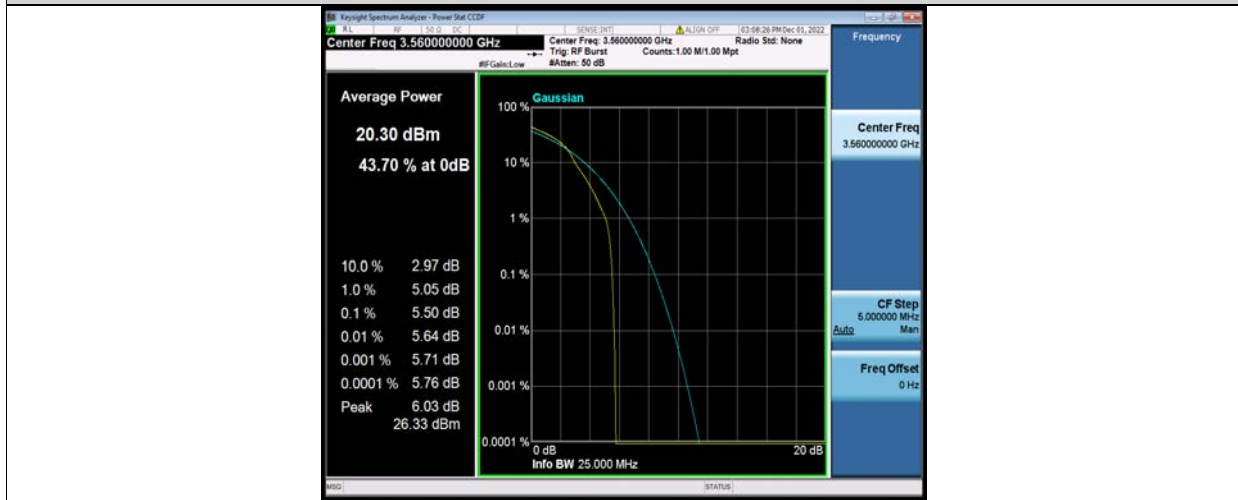 Keysight Spectrum Analyzer - Power Stat CCDF
RL RF 50 Ω DC SENSE:INT ALIGN OFF 03:08:26 PM Dec 01, 2022
Center Freq 3.560000000 GHz
Center Freq: 3.560000000 GHz Radio Std: None
Trig: RF Burst Counts:1.00 M/1.00 Mpt
#IFGain:Low #Atten: 50 dB
Frequency
Average Power
20.30 dBm
43.70 % at 0dB
10.0 % 2.97 dB
1.0 % 5.05 dB
0.1 % 5.50 dB
0.01 % 5.64 dB
0.001 % 5.71 dB
0.0001 % 5.76 dB
Peak 6.03 dB
26.33 dBm
Gaussian
100 %
10 %
1 %
0.1 %
0.01 %
0.001 %
0.0001 %
0 dB 20 dB
Info BW 25.000 MHz
Center Freq
3.560000000 GHz
CF Step
5.000000 MHz
Auto Man
Freq Offset
0 Hz
MSG STATUS